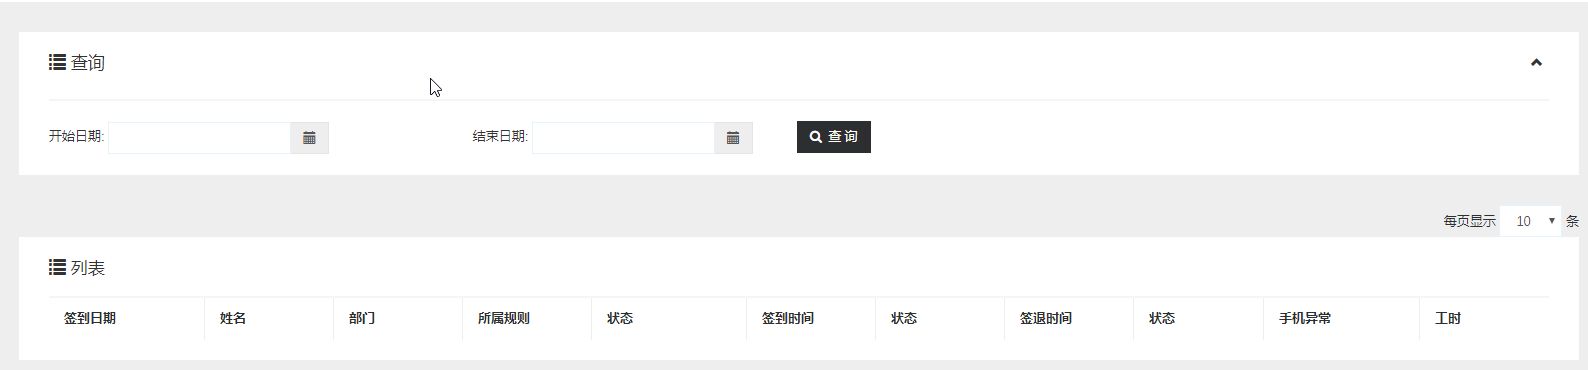 查询
开始日期: 结束日期: 查询
每页显示 10 条
列表
签到日期 姓名 部门 所属规则 状态 签到时间 状态 签退时间 状态 手机异常 工时